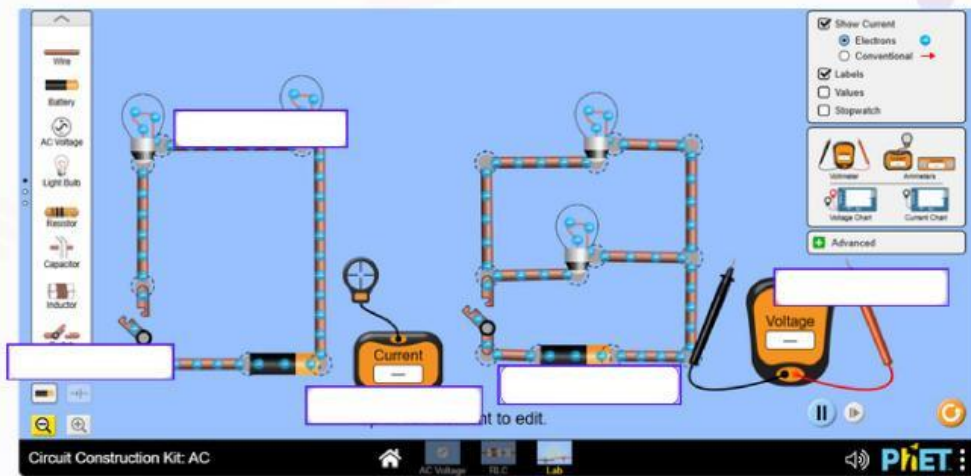 Wire
Battery
AC Voltage
Light Bulb
Resistor
Capacitor
Inductor
Show Current
Electrons
Conventional
Labels
Values
Stopwatch
Voltmeter
Ammeters
Voltage Chart
Current Chart
Advanced
Current
Voltage
nt to edit.
Circuit Construction Kit: AC
AC Voltage
RLC
Lab
PhET